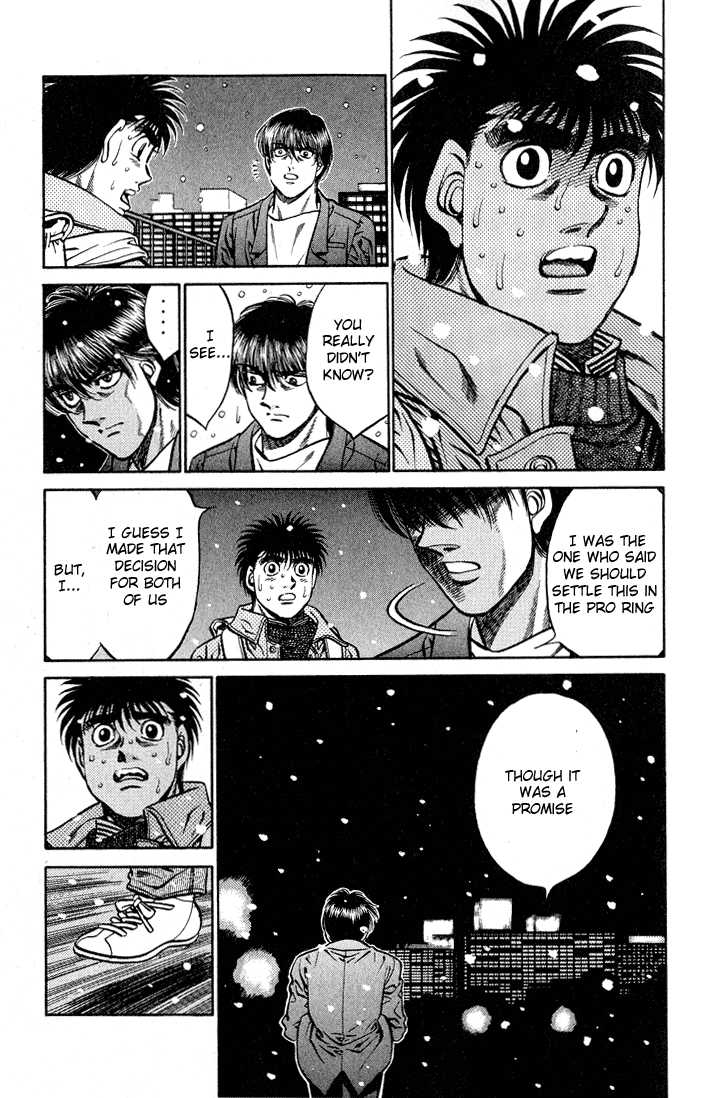 YOU
REALLY
DIDN'T
KNOW?
I
SEE...
....
I WAS THE
ONE WHO SAID
WE SHOULD
SETTLE THIS IN
THE PRO RING
I GUESS I
MADE THAT
DECISION
FOR BOTH
OF US
BUT,
I...
THOUGH IT
WAS A
PROMISE